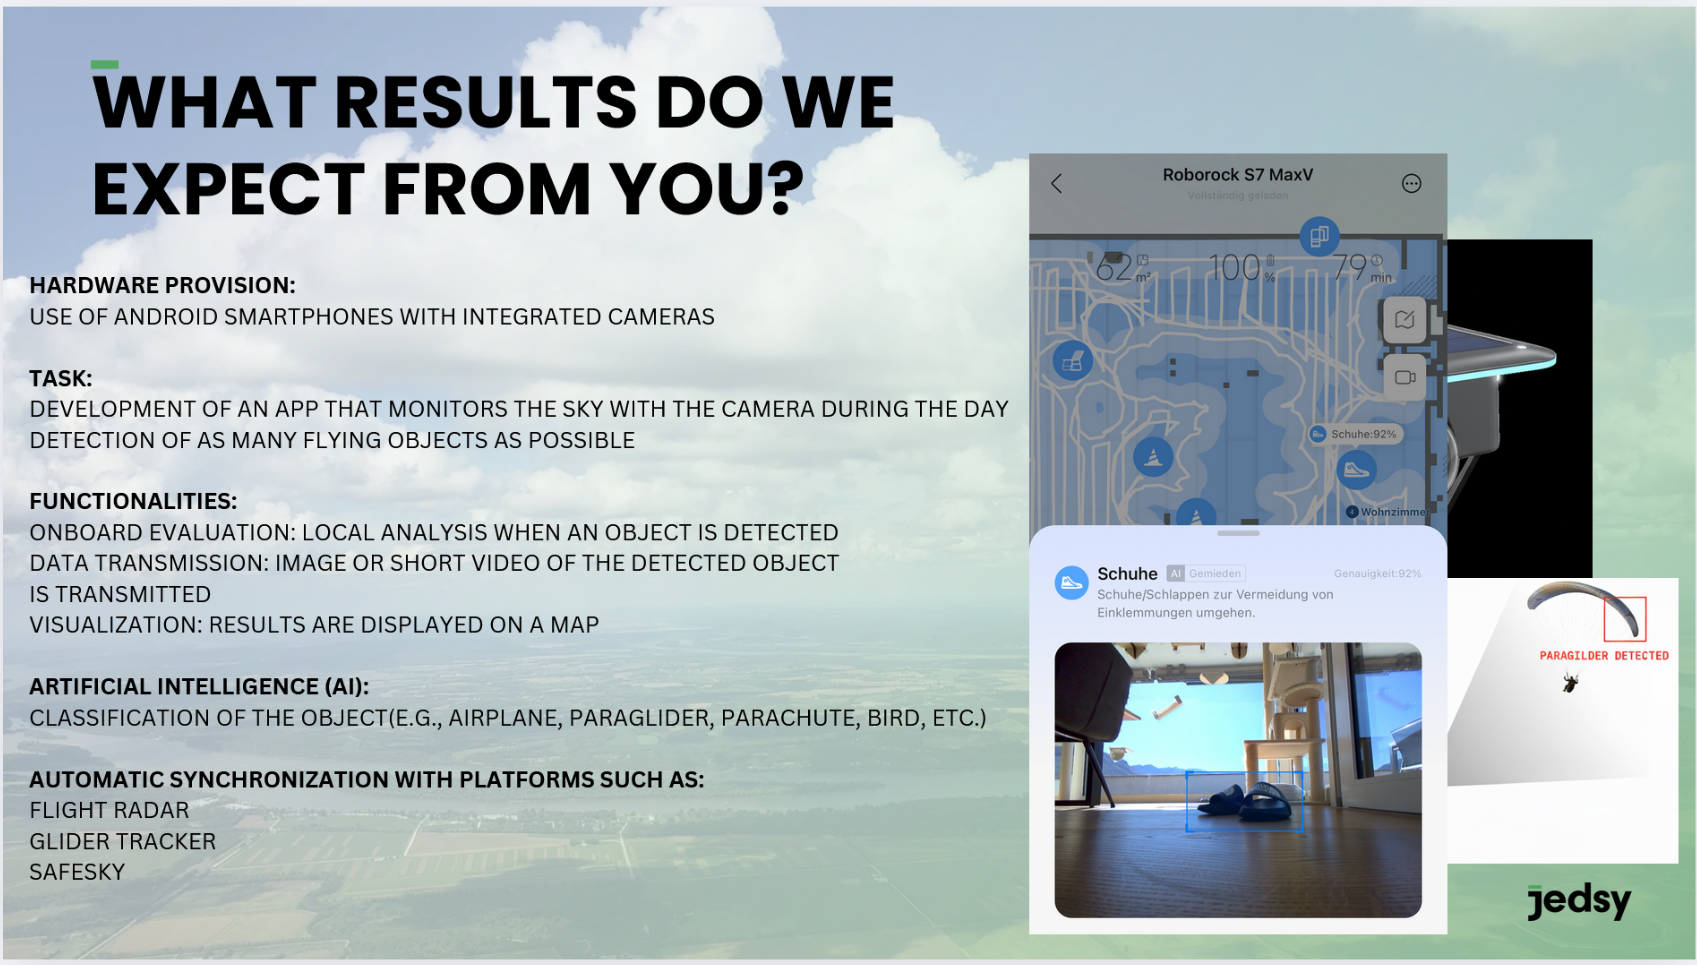 WHAT RESULTS DO WE
EXPECT FROM YOU?
HARDWARE PROVISION:
USE OF ANDROID SMARTPHONES WITH INTEGRATED CAMERAS
TASK:
DEVELOPMENT OF AN APP THAT MONITORS THE SKY WITH THE CAMERA DURING THE DAY
DETECTION OF AS MANY FLYING OBJECTS AS POSSIBLE
FUNCTIONALITIES:
ONBOARD EVALUATION: LOCAL ANALYSIS WHEN AN OBJECT IS DETECTED
DATA TRANSMISSION: IMAGE OR SHORT VIDEO OF THE DETECTED OBJECT
IS TRANSMITTED
VISUALIZATION: RESULTS ARE DISPLAYED ON A MAP
ARTIFICIAL INTELLIGENCE (AI):
CLASSIFICATION OF THE OBJECT(E.G., AIRPLANE, PARAGLIDER, PARACHUTE, BIRD, ETC.)
AUTOMATIC SYNCHRONIZATION WITH PLATFORMS SUCH AS:
FLIGHT RADAR
GLIDER TRACKER
SAFESKY
Roborock S7 MaxV
Vollständig geladen
62 m² 100 % 79 min
Schuhe:92%
Wohnzimmer
Schuhe AI Gemieden Genauigkeit:92%
Schuhe/Schlappen zur Vermeidung von
Einklemmungen umgehen.
PARAGILDER DETECTED
jedsy